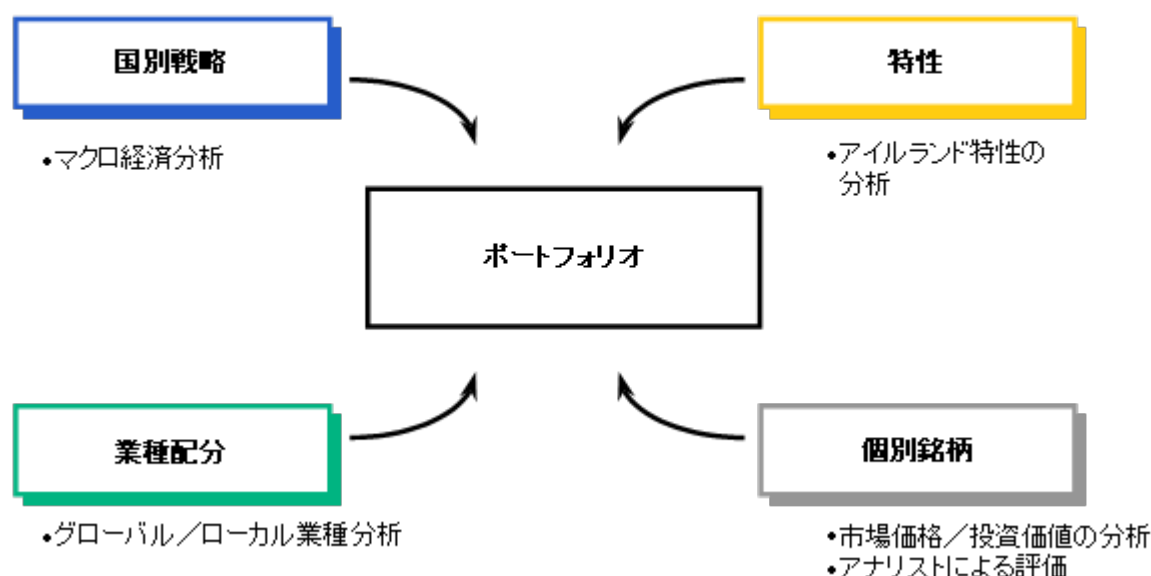 国別戦略
・マクロ経済分析
特性
・アイルランド特性の
分析
ポートフォリオ
業種配分
・グローバル／ローカル業種分析
個別銘柄
・市場価格／投資価値の分析
・アナリストによる評価